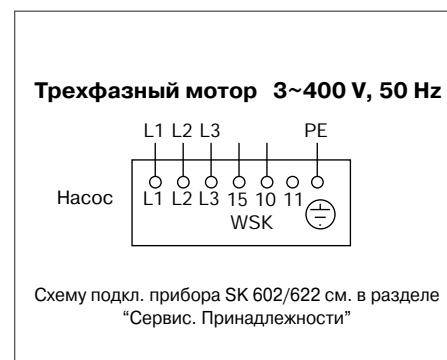 Трехфазный мотор 3~400 V, 50 Hz
L1 L2 L3 PE
Насос
L1 L2 L3 15 10 11
WSK
Схему подкл. прибора SK 602/622 см. в разделе
“Сервис. Принадлежности”